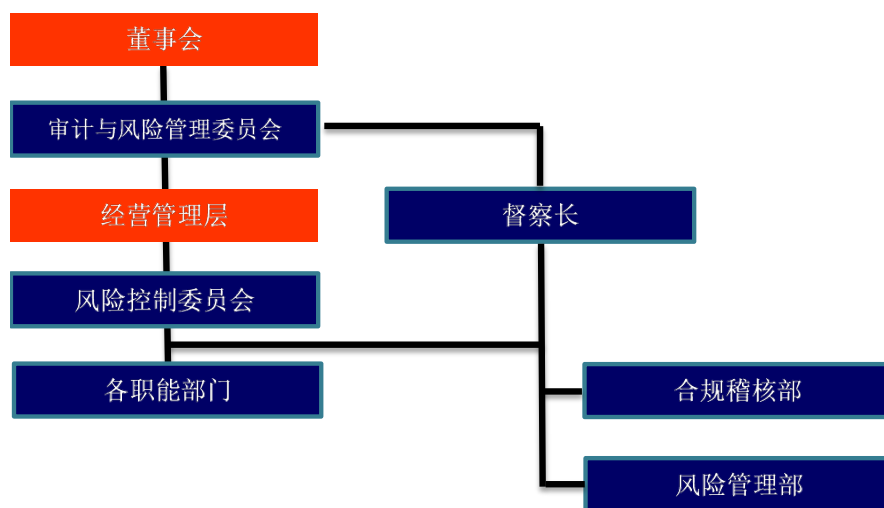 董事会
审计与风险管理委员会
经营管理层
督察长
风险控制委员会
各职能部门
合规稽核部
风险管理部